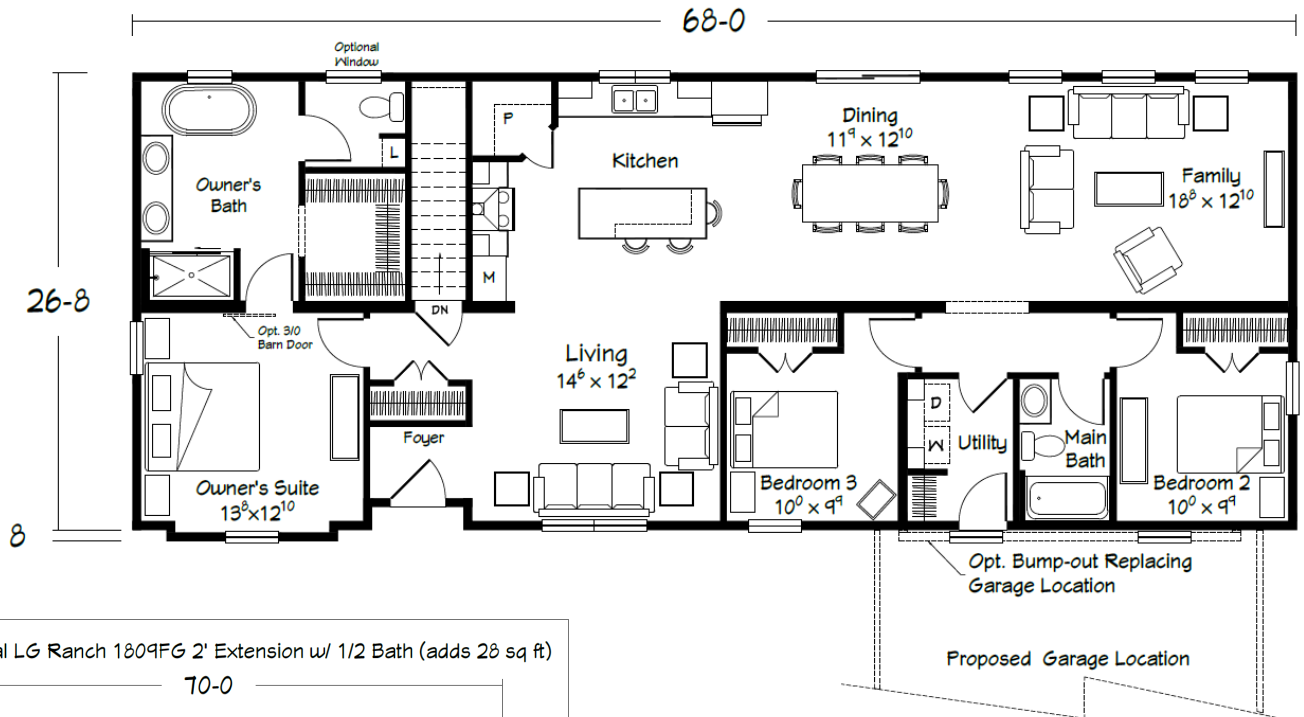 68-0
Optional
Window
P
L
Kitchen
Dining
11⁹ x 12¹⁰
Family
18⁸ x 12¹⁰
Owner's
Bath
M
26-8
DN
Opt. 3/0
Barn Door
Living
14⁶ x 12²
Foyer
D
W
Utility
Main
Bath
Owner's Suite
13⁸x12¹⁰
Bedroom 3
10⁰ x 9⁹
Bedroom 2
10⁰ x 9⁹
8
Opt. Bump-out Replacing
Garage Location
Proposed Garage Location
al LG Ranch 1809FG 2' Extension w/ 1/2 Bath (adds 28 sq ft)
70-0